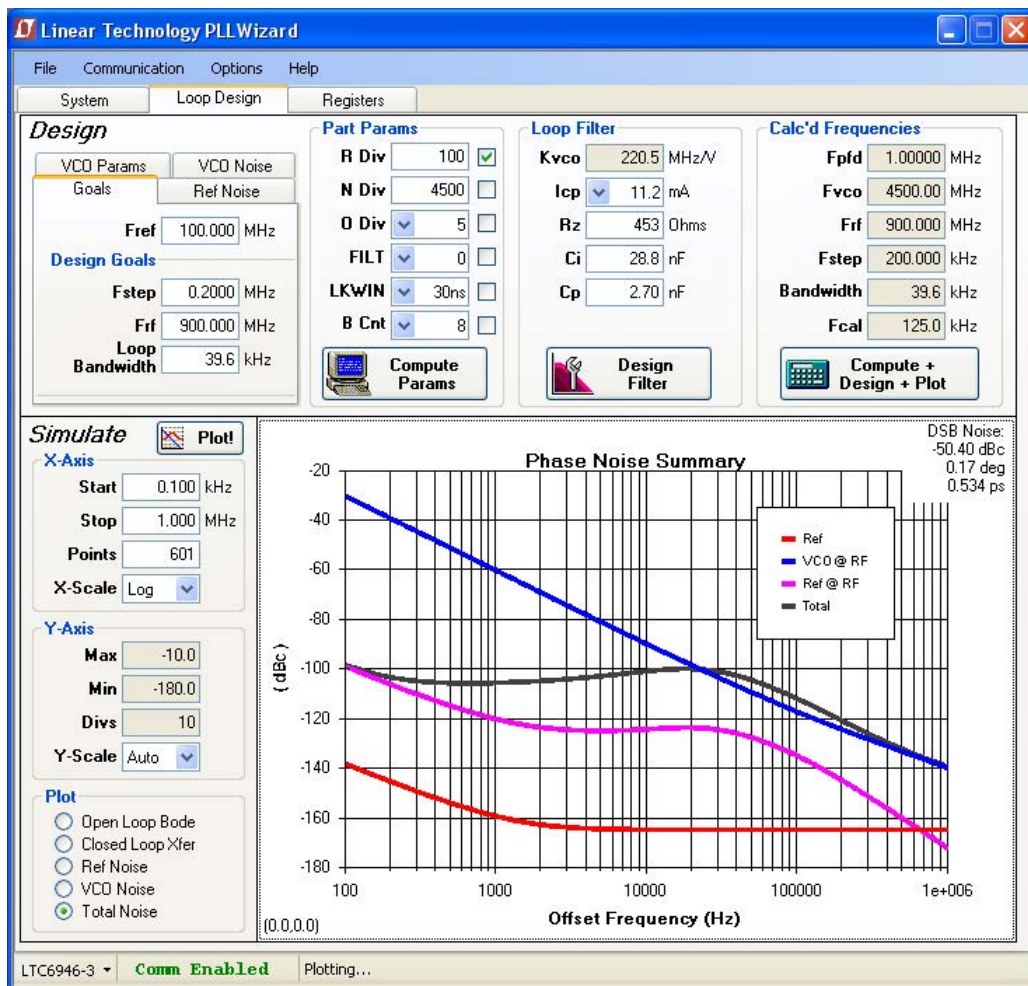 Linear Technology PLLWizard
File Communication Options Help
System Loop Design Registers
Design
VCO Params VCO Noise
Goals Ref Noise
Fref 100.000 MHz
Design Goals
Fstep 0.2000 MHz
Frf 900.000 MHz
Loop Bandwidth 39.6 kHz
Part Params
R Div 100
N Div 4500
O Div 5
FILT 0
LKWIN 30ns
B Cnt 8
Compute Params
Loop Filter
Kvco 220.5 MHz/V
Icp 11.2 mA
Rz 453 Ohms
Ci 28.8 nF
Cp 2.70 nF
Design Filter
Calc'd Frequencies
Fpfd 1.00000 MHz
Fvco 4500.00 MHz
Frf 900.000 MHz
Fstep 200.000 kHz
Bandwidth 39.6 kHz
Fcal 125.0 kHz
Compute + Design + Plot
Simulate Plot!
X-Axis
Start 0.100 kHz
Stop 1.000 MHz
Points 601
X-Scale Log
Y-Axis
Max -10.0
Min -180.0
Divs 10
Y-Scale Auto
Plot
Open Loop Bode
Closed Loop Xfer
Ref Noise
VCO Noise
Total Noise
DSB Noise:
-50.40 dBc
0.17 deg
0.534 ps
Phase Noise Summary
-20
-40
-60
-80
-100
-120
-140
-160
-180
( dBc )
Ref
VCO @ RF
Ref @ RF
Total
100 1000 10000 100000 1e+006
Offset Frequency (Hz)
(0.0,0.0)
LTC6946-3 Comm Enabled Plotting...